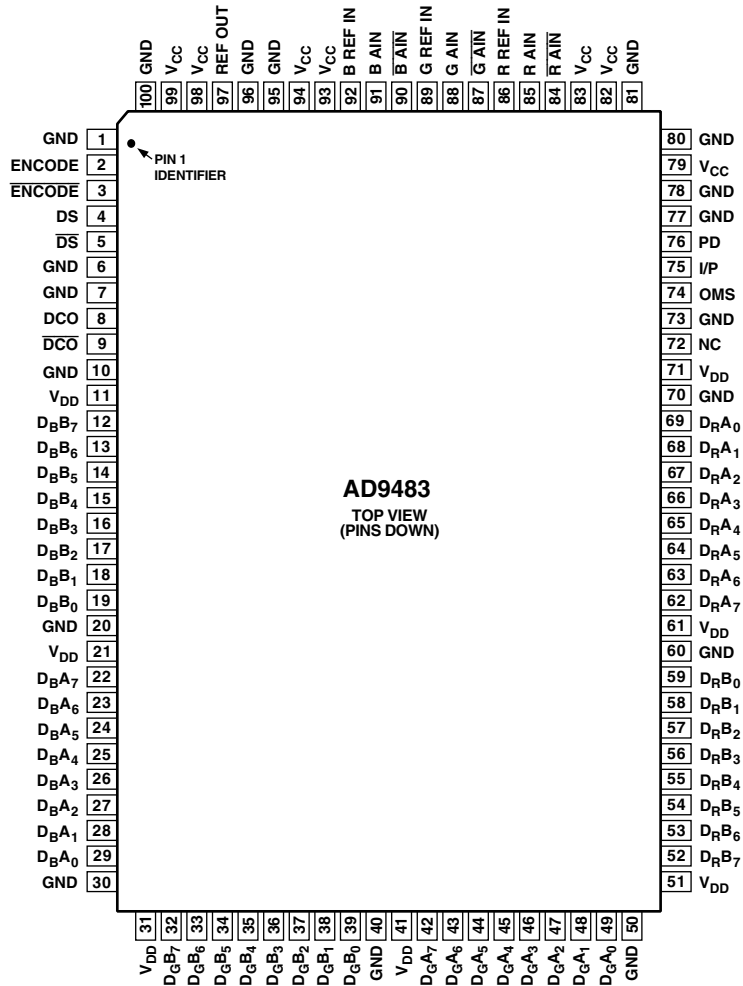 GND
V_CC
V_CC
REF OUT
GND
GND
V_CC
V_CC
B REF IN
B AIN
B̅ ̅A̅I̅N̅
G REF IN
G AIN
G̅ ̅A̅I̅N̅
R REF IN
R AIN
R̅ ̅A̅I̅N̅
V_CC
V_CC
GND
100 99 98 97 96 95 94 93 92 91 90 89 88 87 86 85 84 83 82 81
GND 1
ENCODE 2
E̅N̅C̅O̅D̅E̅ 3
DS 4
D̅S̅ 5
GND 6
GND 7
DCO 8
D̅C̅O̅ 9
GND 10
V_DD 11
D_BB_7 12
D_BB_6 13
D_BB_5 14
D_BB_4 15
D_BB_3 16
D_BB_2 17
D_BB_1 18
D_BB_0 19
GND 20
V_DD 21
D_BA_7 22
D_BA_6 23
D_BA_5 24
D_BA_4 25
D_BA_3 26
D_BA_2 27
D_BA_1 28
D_BA_0 29
GND 30
PIN 1
IDENTIFIER
AD9483
TOP VIEW
(PINS DOWN)
80 GND
79 V_CC
78 GND
77 GND
76 PD
75 I/P
74 OMS
73 GND
72 NC
71 V_DD
70 GND
69 D_RA_0
68 D_RA_1
67 D_RA_2
66 D_RA_3
65 D_RA_4
64 D_RA_5
63 D_RA_6
62 D_RA_7
61 V_DD
60 GND
59 D_RB_0
58 D_RB_1
57 D_RB_2
56 D_RB_3
55 D_RB_4
54 D_RB_5
53 D_RB_6
52 D_RB_7
51 V_DD
31 32 33 34 35 36 37 38 39 40 41 42 43 44 45 46 47 48 49 50
V_DD
D_GB_7
D_GB_6
D_GB_5
D_GB_4
D_GB_3
D_GB_2
D_GB_1
D_GB_0
GND
V_DD
D_GA_7
D_GA_6
D_GA_5
D_GA_4
D_GA_3
D_GA_2
D_GA_1
D_GA_0
GND